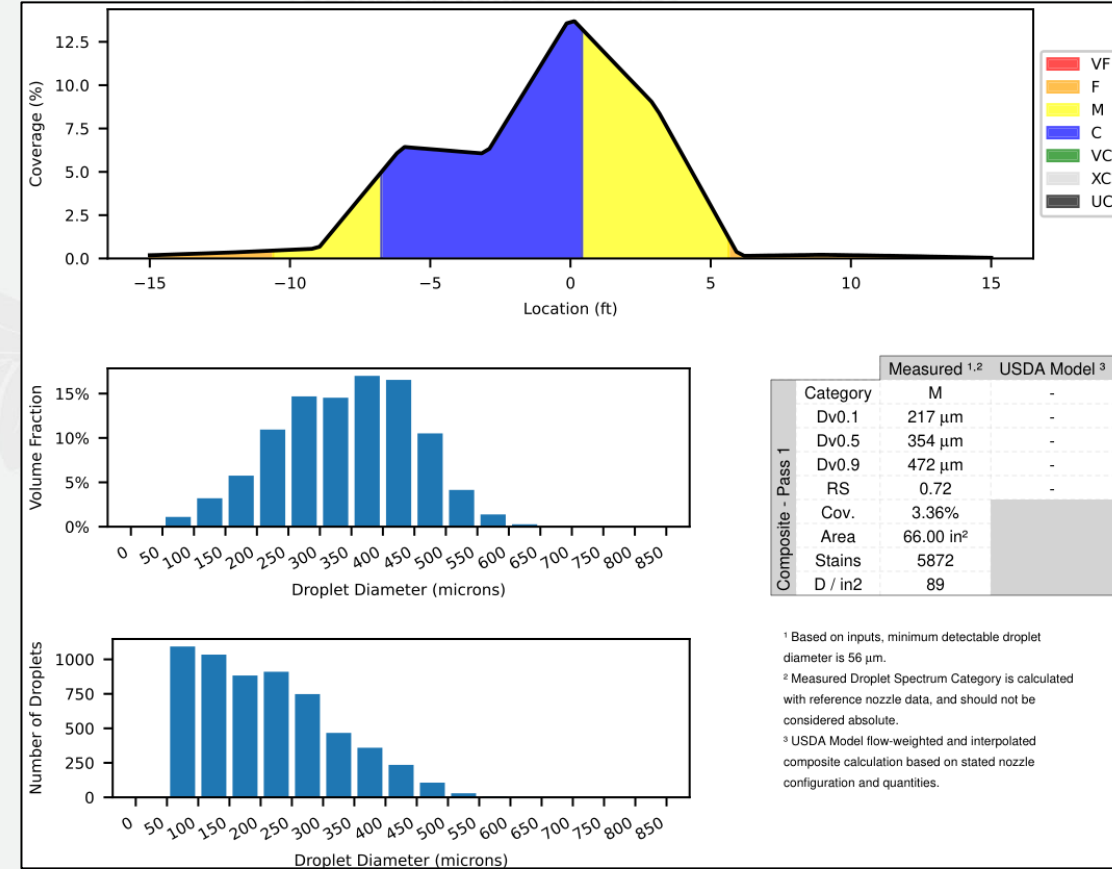 Coverage (%)
12.5
10.0
7.5
5.0
2.5
0.0
−15
−10
−5
0
5
10
15
Location (ft)
VF
F
M
C
VC
XC
UC
Volume Fraction
15%
10%
5%
0%
0
50
100
150
200
250
300
350
400
450
500
550
600
650
700
750
800
850
Droplet Diameter (microns)
Number of Droplets
1000
750
500
250
0
0
50
100
150
200
250
300
350
400
450
500
550
600
650
700
750
800
850
Droplet Diameter (microns)
Composite - Pass 1
Measured ¹,² USDA Model ³
Category M -
Dv0.1 217 µm -
Dv0.5 354 µm -
Dv0.9 472 µm -
RS 0.72 -
Cov. 3.36%
Area 66.00 in²
Stains 5872
D / in2 89
¹ Based on inputs, minimum detectable droplet
diameter is 56 µm.
² Measured Droplet Spectrum Category is calculated
with reference nozzle data, and should not be
considered absolute.
³ USDA Model flow-weighted and interpolated
composite calculation based on stated nozzle
configuration and quantities.